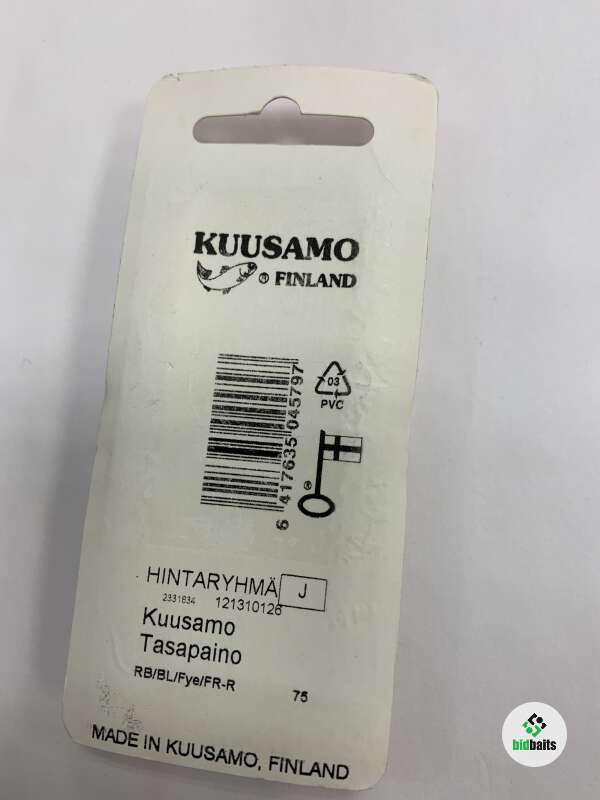 KUUSAMO
® FINLAND
03
PVC
6 417635 045797
®
HINTARYHMÄ J
2331634 121310126
Kuusamo
Tasapaino
RB/BL/Fye/FR-R 75
MADE IN KUUSAMO, FINLAND
bidbaits